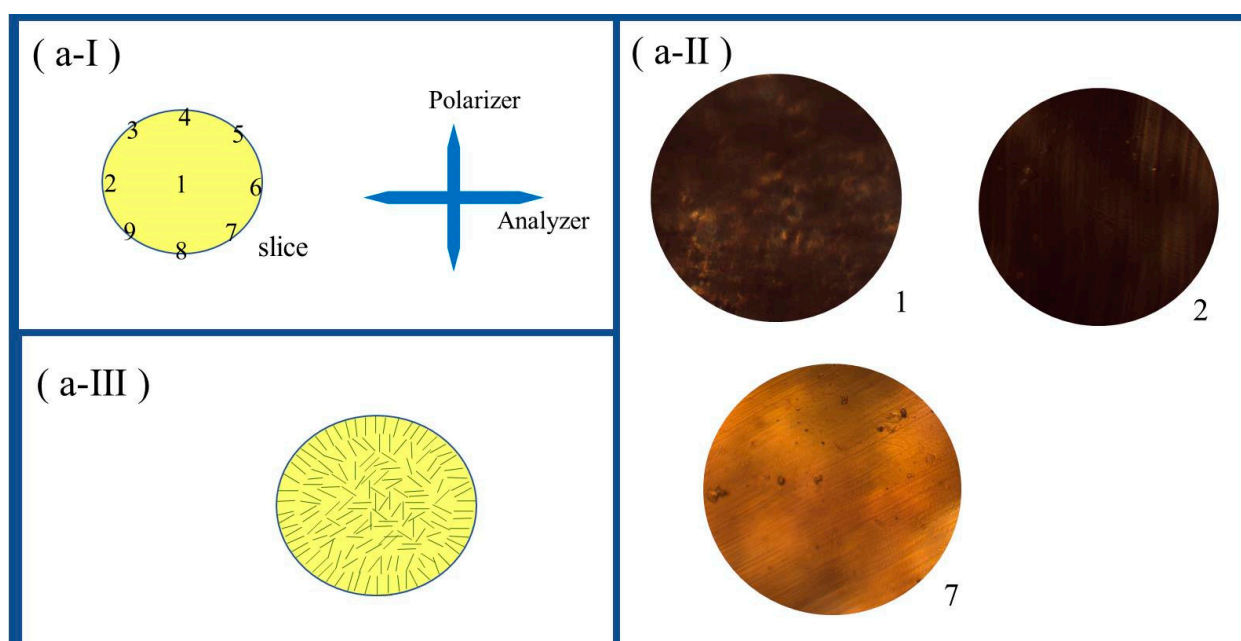 ( a-I )
Polarizer
4
3
5
2
1
6
Analyzer
9
7
8
slice
( a-II )
1
2
7
( a-III )